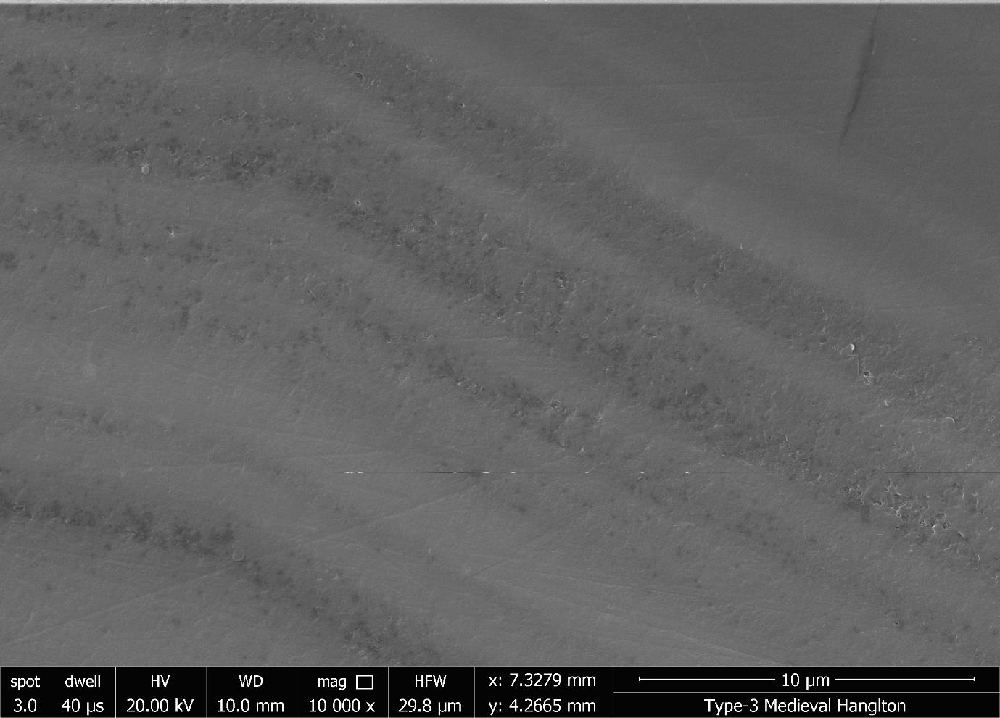 spot dwell HV WD mag HFW x: 7.3279 mm 10 µm
3.0 40 µs 20.00 kV 10.0 mm 10 000 x 29.8 µm y: 4.2665 mm Type-3 Medieval Hanglton